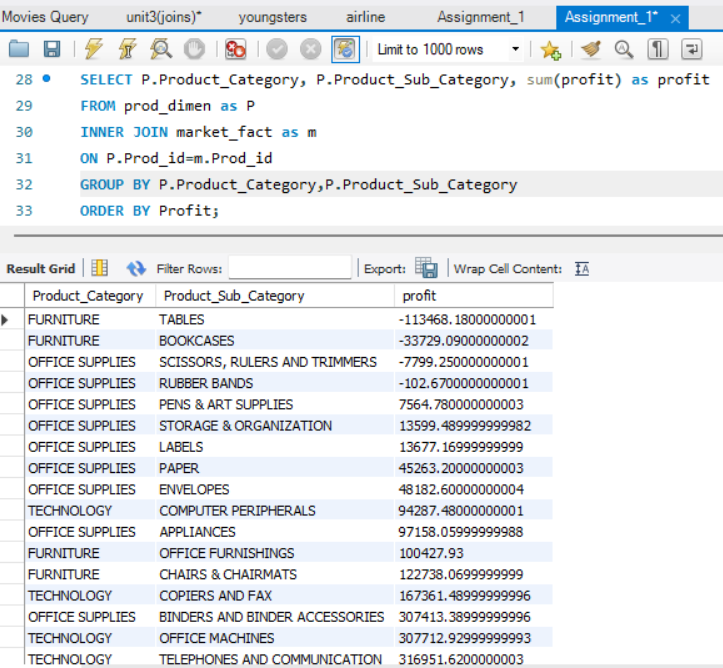 Movies Query unit3(joins)* youngsters airline Assignment_1 Assignment_1* ×
Limit to 1000 rows
28 SELECT P.Product_Category, P.Product_Sub_Category, sum(profit) as profit
29 FROM prod_dimen as P
30 INNER JOIN market_fact as m
31 ON P.Prod_id=m.Prod_id
32 GROUP BY P.Product_Category,P.Product_Sub_Category
33 ORDER BY Profit;
Result Grid Filter Rows: Export: Wrap Cell Content: IA
Product_Category Product_Sub_Category profit
FURNITURE TABLES -113468.18000000001
FURNITURE BOOKCASES -33729.09000000002
OFFICE SUPPLIES SCISSORS, RULERS AND TRIMMERS -7799.250000000001
OFFICE SUPPLIES RUBBER BANDS -102.6700000000001
OFFICE SUPPLIES PENS & ART SUPPLIES 7564.780000000003
OFFICE SUPPLIES STORAGE & ORGANIZATION 13599.489999999982
OFFICE SUPPLIES LABELS 13677.16999999999
OFFICE SUPPLIES PAPER 45263.20000000003
OFFICE SUPPLIES ENVELOPES 48182.60000000004
TECHNOLOGY COMPUTER PERIPHERALS 94287.48000000001
OFFICE SUPPLIES APPLIANCES 97158.05999999988
FURNITURE OFFICE FURNISHINGS 100427.93
FURNITURE CHAIRS & CHAIRMATS 122738.0699999999
TECHNOLOGY COPIERS AND FAX 167361.48999999996
OFFICE SUPPLIES BINDERS AND BINDER ACCESSORIES 307413.38999999996
TECHNOLOGY OFFICE MACHINES 307712.92999999993
TECHNOLOGY TELEPHONES AND COMMUNICATION 316951.6200000003